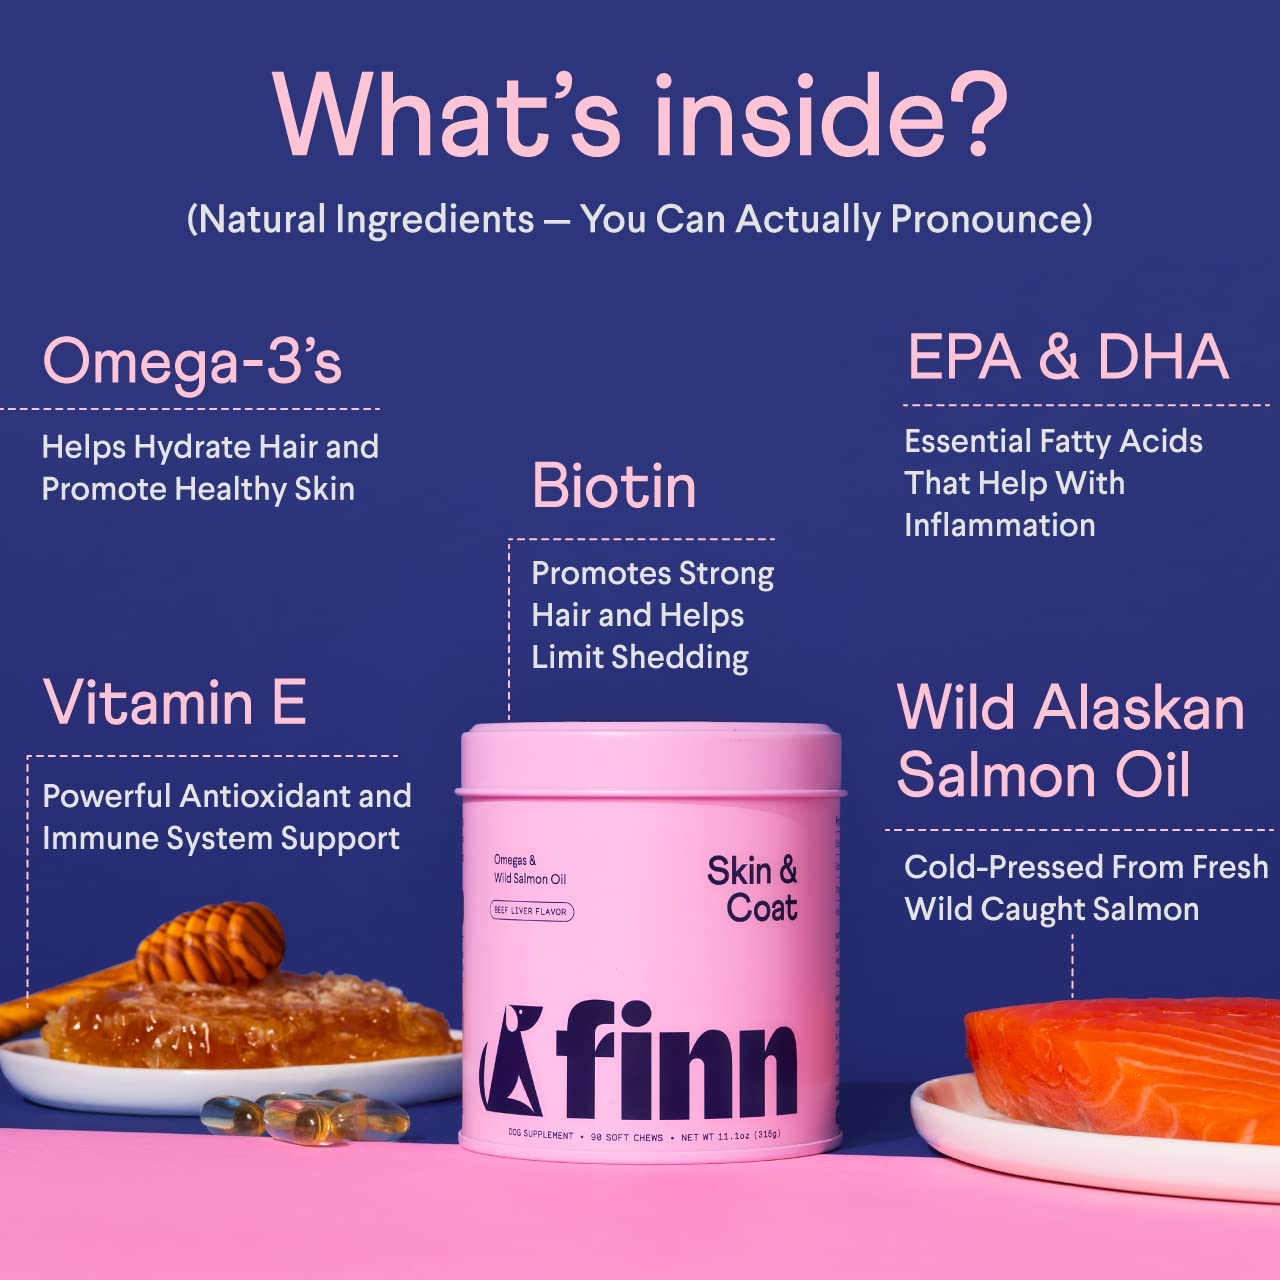 What's inside?
(Natural Ingredients – You Can Actually Pronounce)
Omega-3's
Helps Hydrate Hair and
Promote Healthy Skin
EPA & DHA
Essential Fatty Acids
That Help With
Inflammation
Biotin
Promotes Strong
Hair and Helps
Limit Shedding
Vitamin E
Powerful Antioxidant and
Immune System Support
Wild Alaskan
Salmon Oil
Cold-Pressed From Fresh
Wild Caught Salmon
Omegas &
Wild Salmon Oil
BEEF LIVER FLAVOR
Skin &
Coat
finn
DOG SUPPLEMENT • 90 SOFT CHEWS • NET WT 11.1oz (315g)